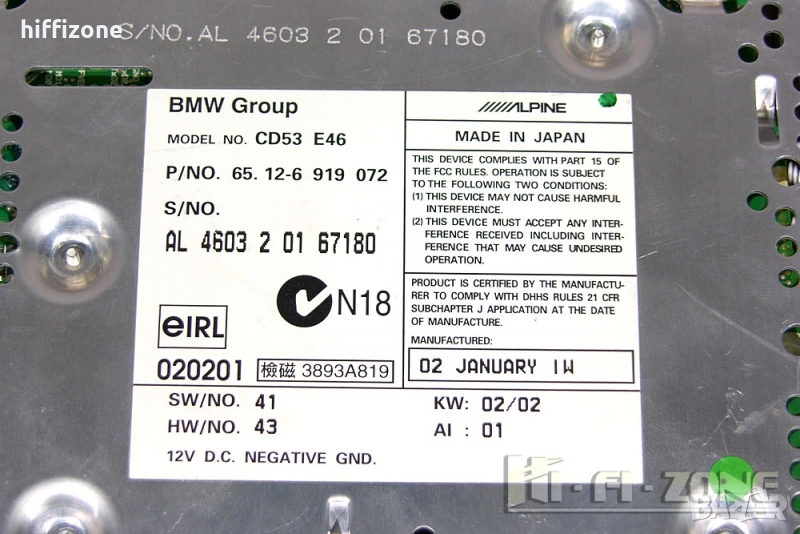 hiffizone
S/NO. AL 4603 2 01 67180
BMW Group
MODEL NO. CD53 E46
P/NO. 65. 12-6 919 072
S/NO.
AL 4603 2 01 67180
N18
eIRL
020201
檢磁 3893A819
ALPINE
MADE IN JAPAN
THIS DEVICE COMPLIES WITH PART 15 OF
THE FCC RULES. OPERATION IS SUBJECT
TO THE FOLLOWING TWO CONDITIONS:
(1) THIS DEVICE MAY NOT CAUSE HARMFUL
INTERFERENCE.
(2) THIS DEVICE MUST ACCEPT ANY INTER-
FERENCE RECEIVED INCLUDING INTER-
FERENCE THAT MAY CAUSE UNDESIRED
OPERATION.
PRODUCT IS CERTIFIED BY THE MANUFACTU-
RER TO COMPLY WITH DHHS RULES 21 CFR
SUBCHAPTER J APPLICATION AT THE DATE
OF MANUFACTURE.
MANUFACTURED:
02 JANUARY 1W
SW/NO. 41
HW/NO. 43
12V D.C. NEGATIVE GND.
KW: 02/02
AI : 01
HI-FI-ZONE
BAZAR